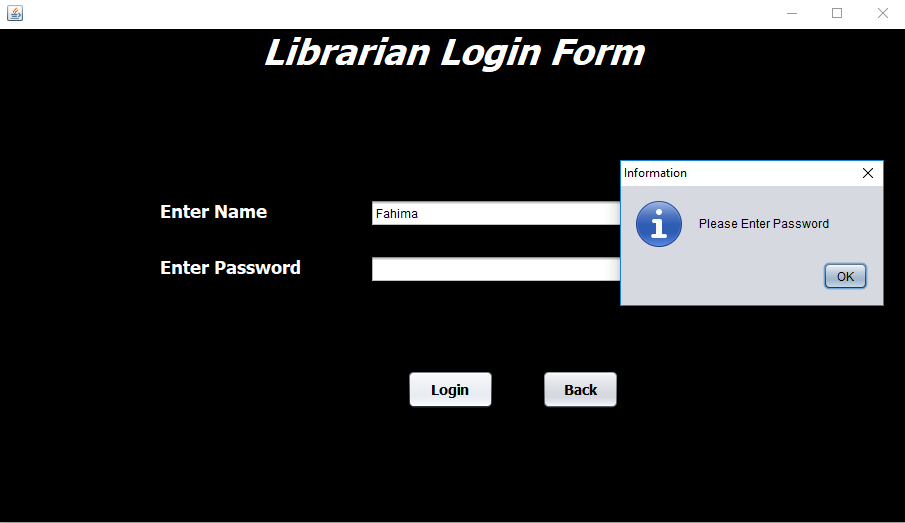 Librarian Login Form
Information
Enter Name
Fahima
Please Enter Password
Enter Password
OK
Login
Back